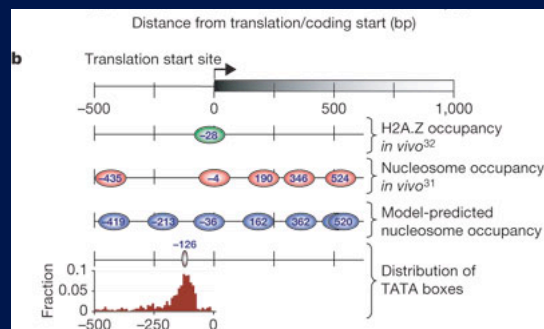 Distance from translation/coding start (bp)
b
Translation start site
-500 0 500 1,000
-28
H2A.Z occupancy
in vivo32
-435 -4 190 346 524
Nucleosome occupancy
in vivo31
-419 -213 -36 162 -362 520
Model-predicted
nucleosome occupancy
-126
Distribution of
TATA boxes
Fraction
0.1
0.05
0
-500 -250 0